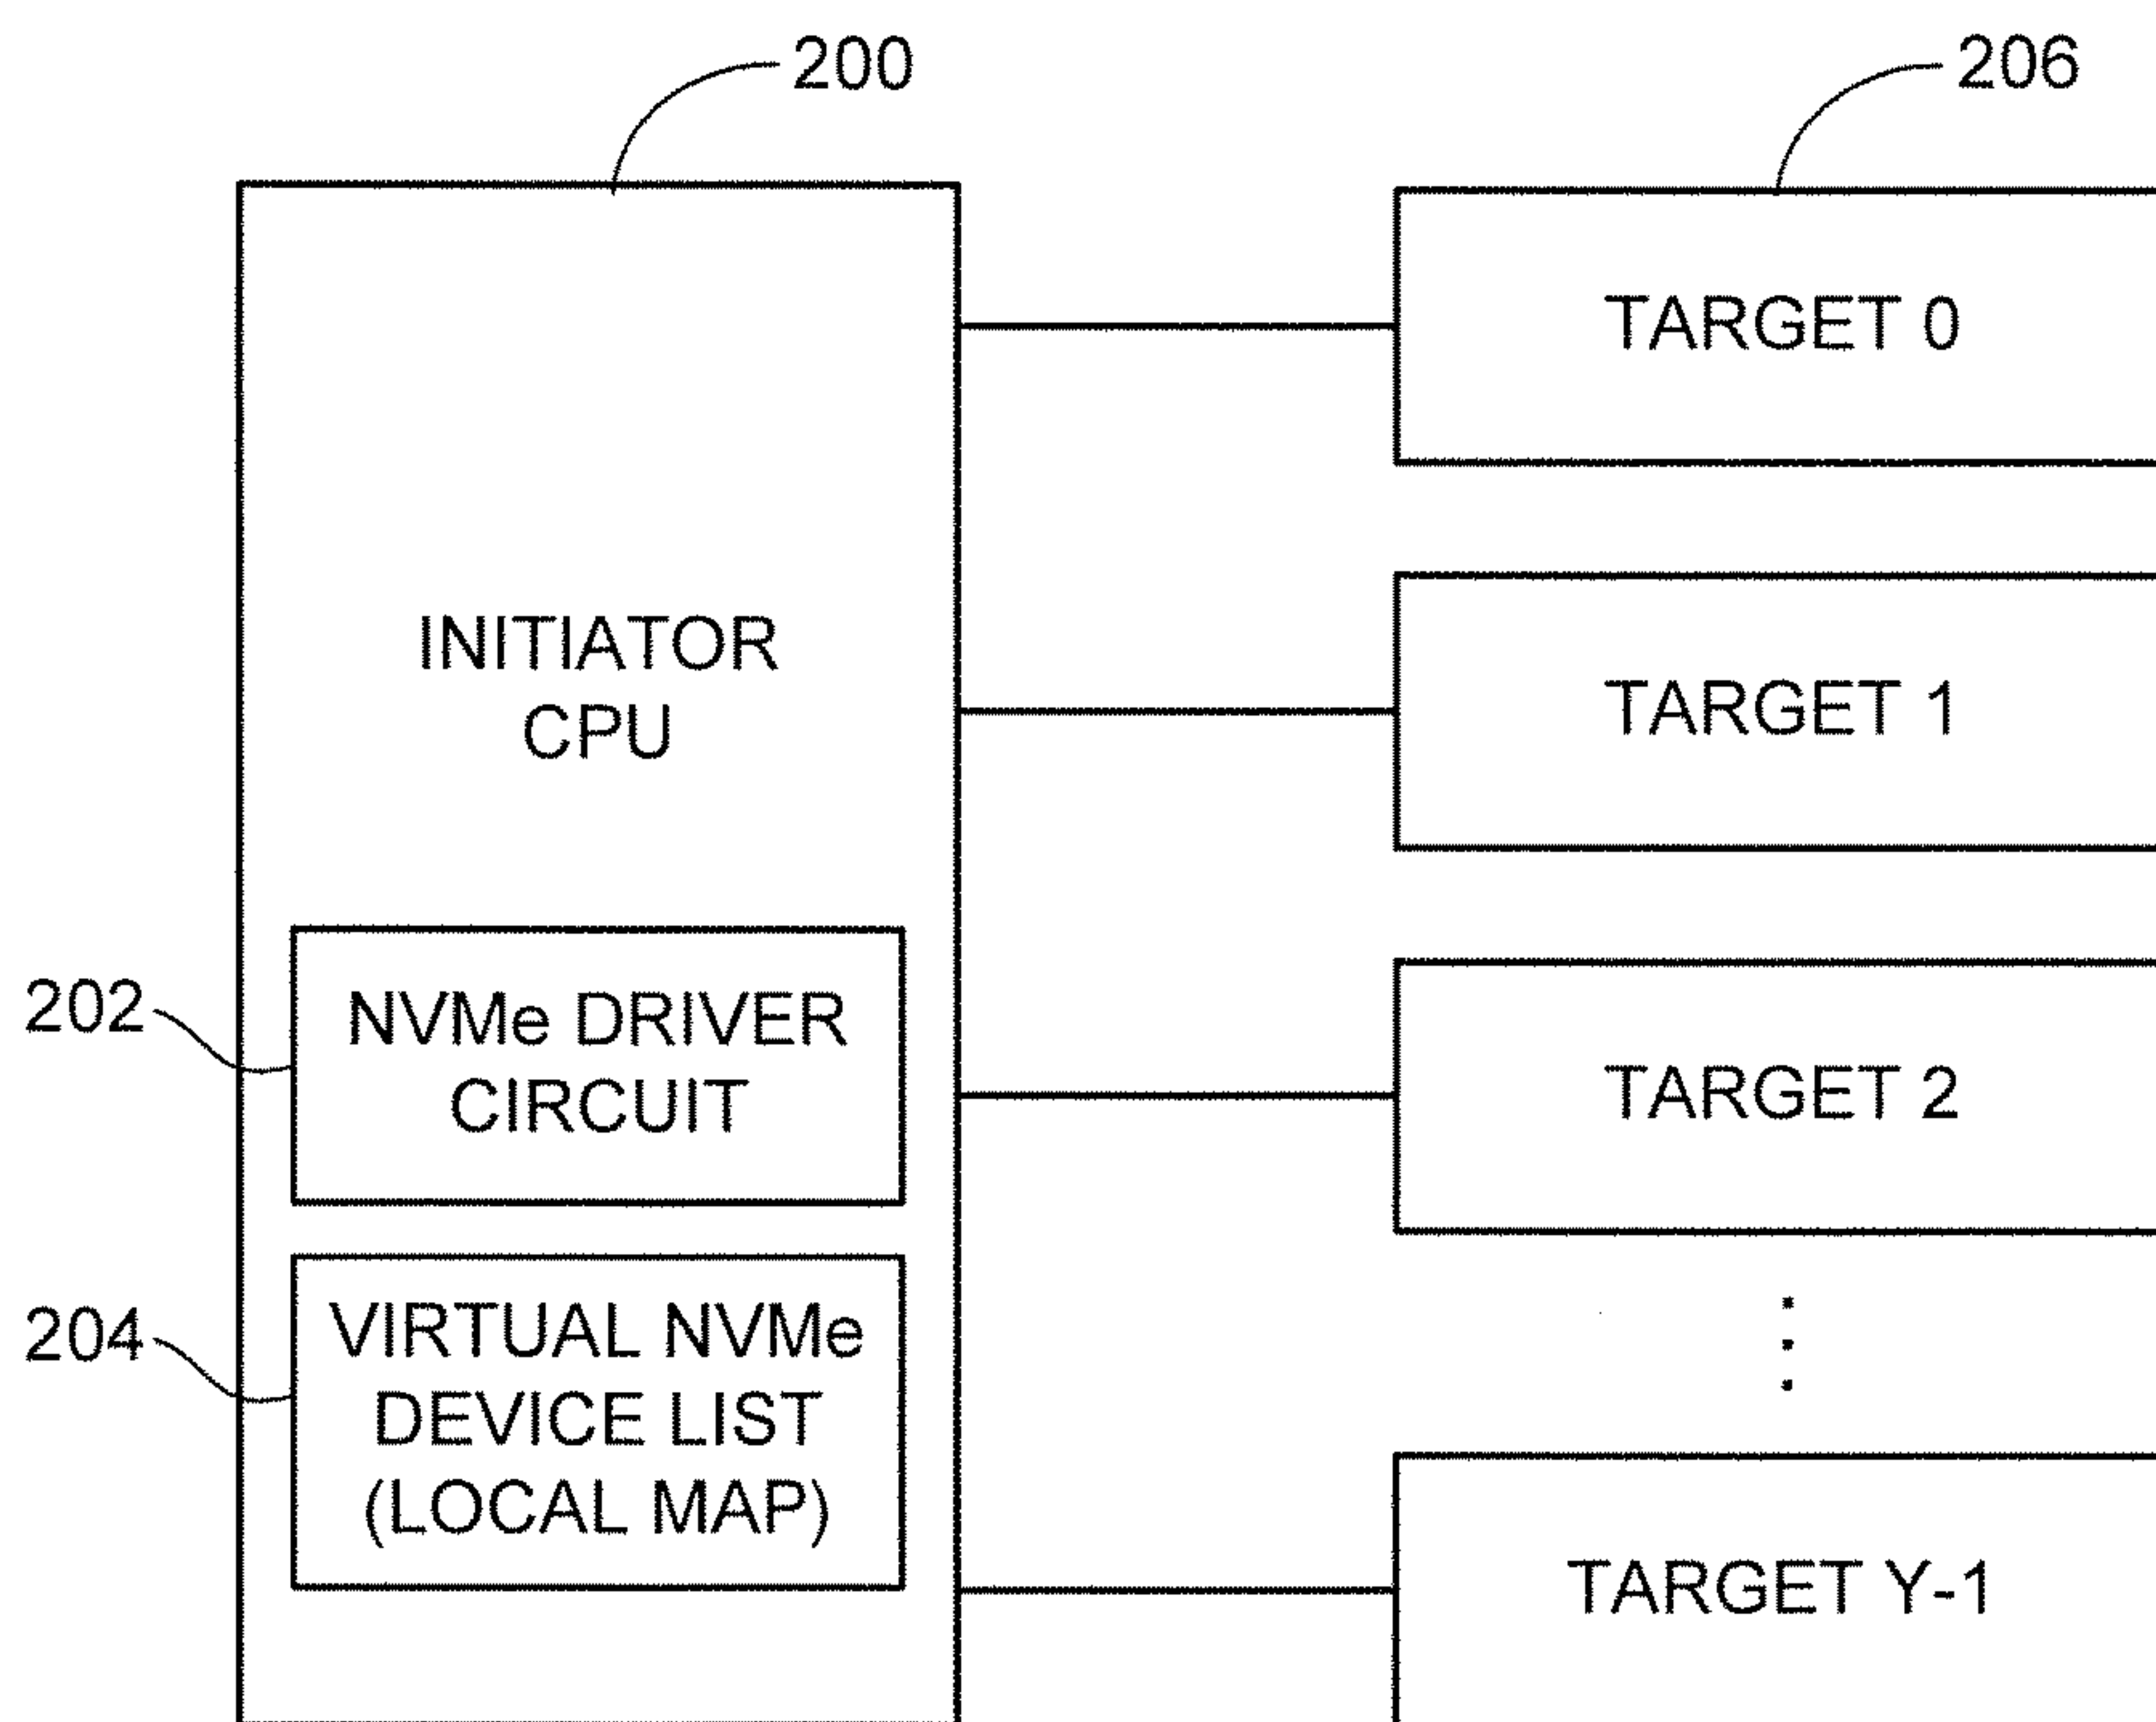 200
206
TARGET 0
INITIATOR
CPU
TARGET 1
202
NVMe DRIVER
CIRCUIT
TARGET 2
204
VIRTUAL NVMe
DEVICE LIST
(LOCAL MAP)
TARGET Y-1